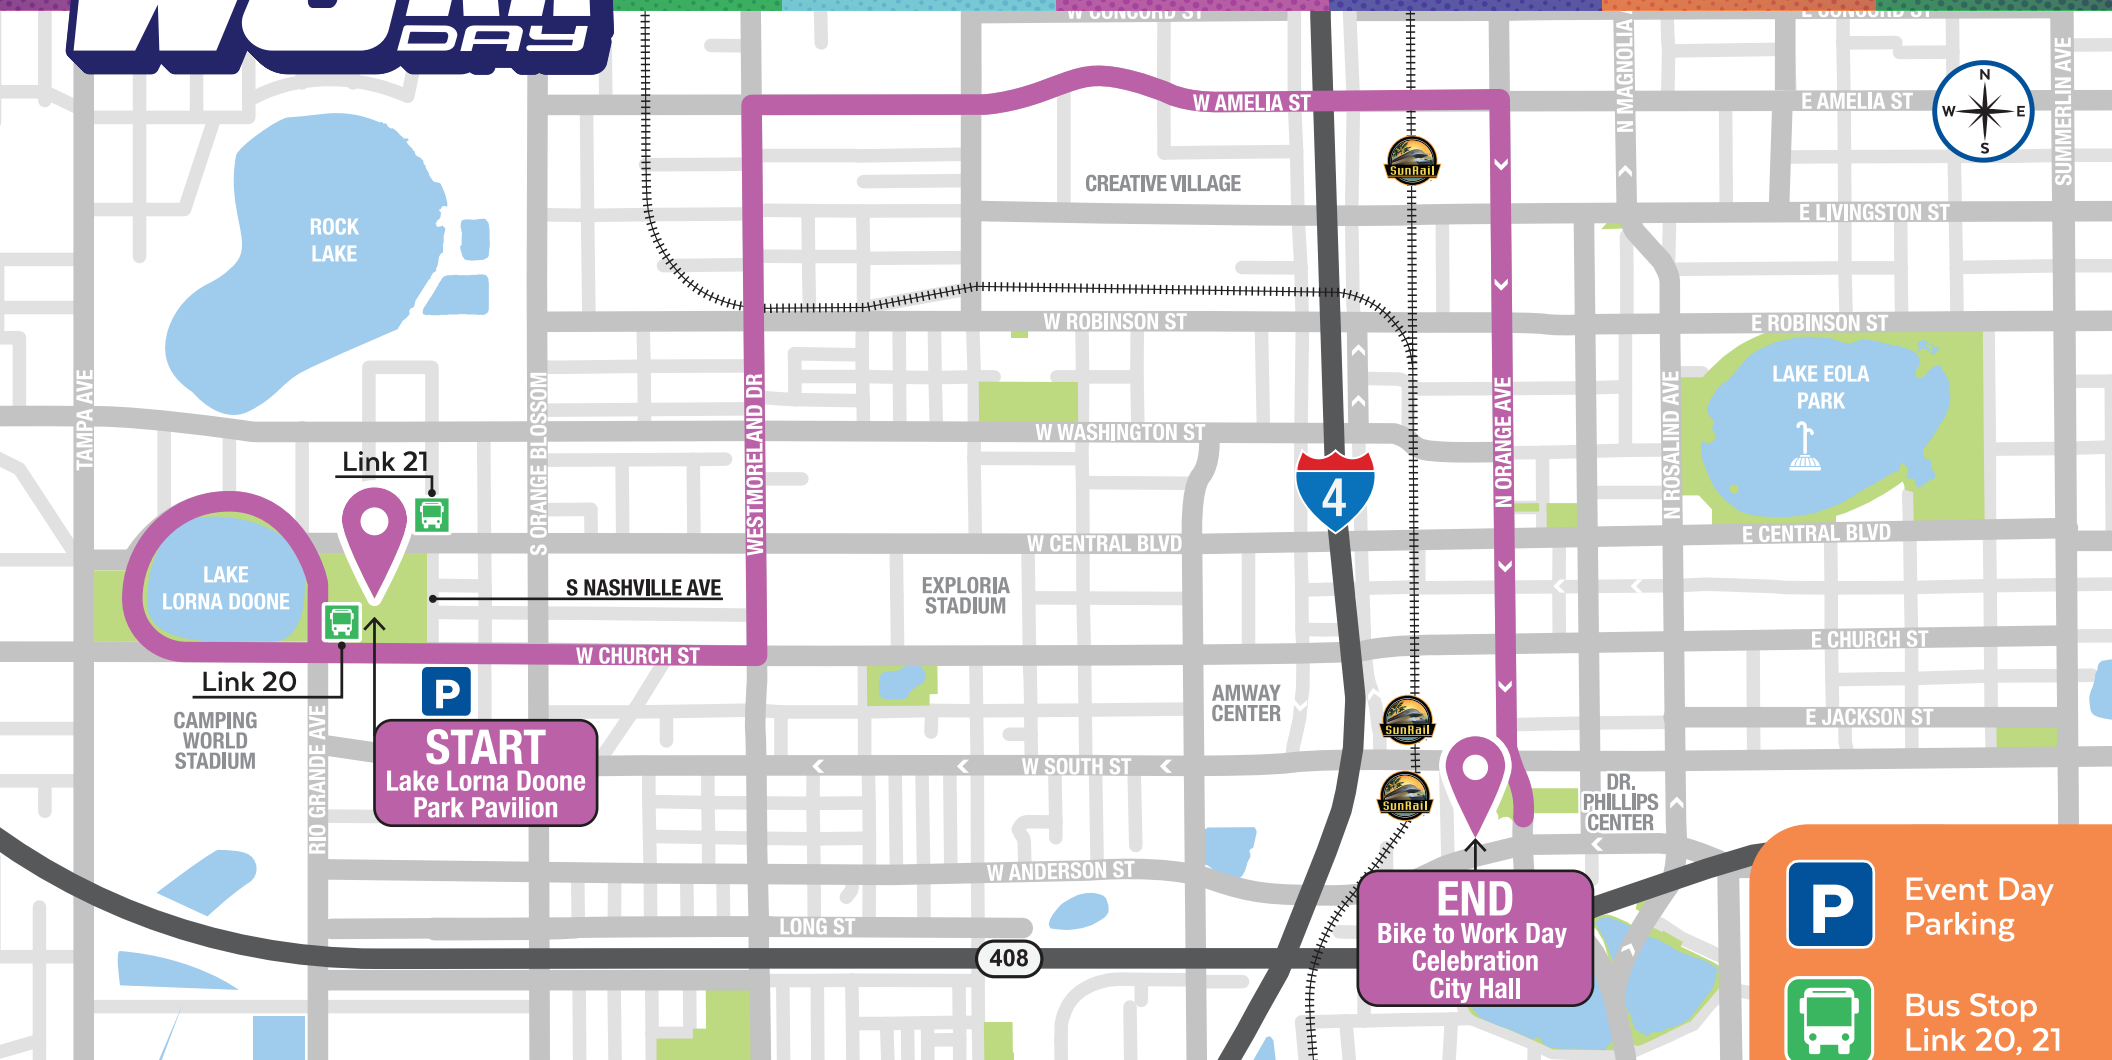 DAY
W CONCORD ST
E CONCORD ST
N MAGNOLIA
SUMMERLIN AVE
N
W E
S
W AMELIA ST
E AMELIA ST
SunRail
CREATIVE VILLAGE
E LIVINGSTON ST
ROCK
LAKE
W ROBINSON ST
E ROBINSON ST
TAMPA AVE
S ORANGE BLOSSOM
WESTMORELAND DR
N ORANGE AVE
N ROSALIND AVE
LAKE EOLA
PARK
W WASHINGTON ST
Link 21
4
W CENTRAL BLVD
E CENTRAL BLVD
LAKE
LORNA DOONE
S NASHVILLE AVE
EXPLORIA
STADIUM
W CHURCH ST
E CHURCH ST
Link 20
P
AMWAY
CENTER
CAMPING
WORLD
STADIUM
RIO GRANDE AVE
E JACKSON ST
SunRail
START
Lake Lorna Doone
Park Pavilion
W SOUTH ST
SunRail
DR.
PHILLIPS
CENTER
W ANDERSON ST
LONG ST
408
END
Bike to Work Day
Celebration
City Hall
P
Event Day
Parking
Bus Stop
Link 20, 21